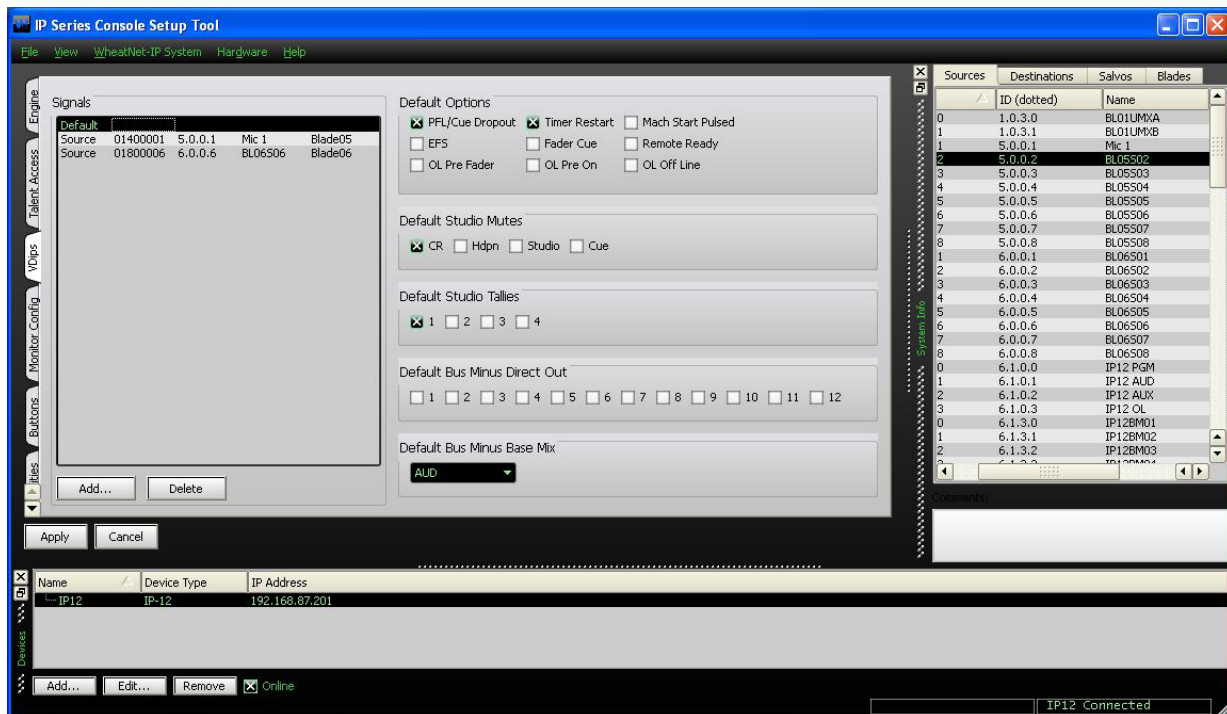 IP Series Console Setup Tool
File View WheatNet-IP System Hardware Help
Engine
Talent Access
VDips
Monitor Config
Buttons
Signals
Default
Source 01400001 5.0.0.1 Mic 1 Blade05
Source 01800006 6.0.0.6 BL06S06 Blade06
Add... Delete
Default Options
PFL/Cue Dropout Timer Restart Mach Start Pulsed
EFS Fader Cue Remote Ready
OL Pre Fader OL Pre On OL Off Line
Default Studio Mutes
CR Hdpn Studio Cue
Default Studio Tallies
1 2 3 4
Default Bus Minus Direct Out
1 2 3 4 5 6 7 8 9 10 11 12
Default Bus Minus Base Mix
AUD
Apply Cancel
System Info
Sources Destinations Salvos Blades
ID (dotted) Name
0 1.0.3.0 BL01UMXA
1 1.0.3.1 BL01UMXB
1 5.0.0.1 Mic 1
2 5.0.0.2 BL05S02
3 5.0.0.3 BL05S03
4 5.0.0.4 BL05S04
5 5.0.0.5 BL05S05
6 5.0.0.6 BL05S06
7 5.0.0.7 BL05S07
8 5.0.0.8 BL05S08
1 6.0.0.1 BL06S01
2 6.0.0.2 BL06S02
3 6.0.0.3 BL06S03
4 6.0.0.4 BL06S04
5 6.0.0.5 BL06S05
6 6.0.0.6 BL06S06
7 6.0.0.7 BL06S07
8 6.0.0.8 BL06S08
0 6.1.0.0 IP12 PGM
1 6.1.0.1 IP12 AUD
2 6.1.0.2 IP12 AUX
3 6.1.0.3 IP12 OL
0 6.1.3.0 IP12BM01
1 6.1.3.1 IP12BM02
2 6.1.3.2 IP12BM03
Comments:
Name Device Type IP Address
IP12 IP-12 192.168.87.201
Devices
Add... Edit... Remove Online
IP12 Connected